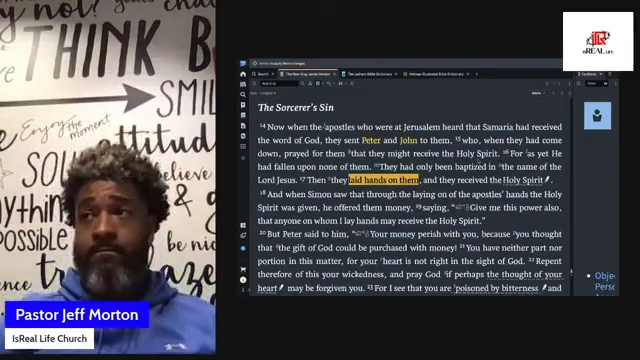 not!
THINK B
SMIL
Enjoy the
moment
SOU
be nic
Pastor Jeff Morton
IsReal Life Church
The Sorcerer's Sin
14 Now when the apostles who were at Jerusalem heard that Samaria had received
the word of God, they sent Peter and John to them, 15 who, when they had come
down, prayed for them that they might receive the Holy Spirit. 16 For as yet He
had fallen upon none of them. They had only been baptized in the name of the
Lord Jesus. 17 Then they laid hands on them, and they received the Holy Spirit.
18 And when Simon saw that through the laying on of the apostles' hands the Holy
Spirit was given, he offered them money, 19 saying, "Give me this power also,
that anyone on whom I lay hands may receive the Holy Spirit."
20 But Peter said to him, "Your money perish with you, because you thought
that the gift of God could be purchased with money! 21 You have neither part nor
portion in this matter, for your heart is not right in the sight of God. 22 Repent
therefore of this your wickedness, and pray God if perhaps the thought of your
heart may be forgiven you. 23 For I see that you are poisoned by bitterness and
iSREAL LIFE
Obje
Perso